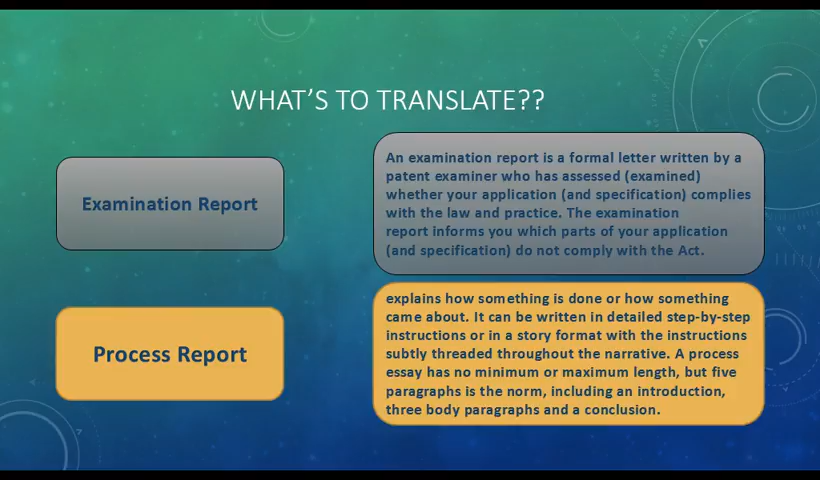 WHAT'S TO TRANSLATE??
Examination Report
An examination report is a formal letter written by a
patent examiner who has assessed (examined)
whether your application (and specification) complies
with the law and practice. The examination
report informs you which parts of your application
(and specification) do not comply with the Act.
Process Report
explains how something is done or how something
came about. It can be written in detailed step-by-step
instructions or in a story format with the instructions
subtly threaded throughout the narrative. A process
essay has no minimum or maximum length, but five
paragraphs is the norm, including an introduction,
three body paragraphs and a conclusion.